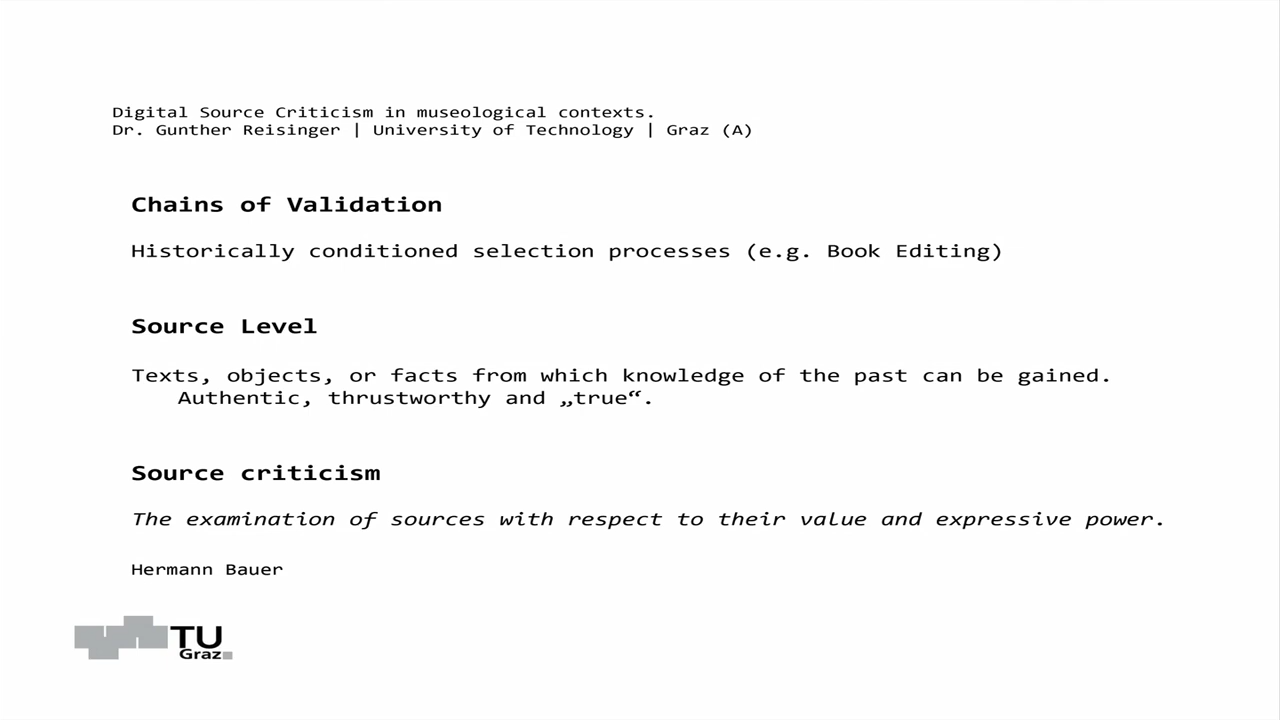 Digital Source Criticism in museological contexts.
Dr. Gunther Reisinger | University of Technology | Graz (A)
Chains of Validation
Historically conditioned selection processes (e.g. Book Editing)
Source Level
Texts, objects, or facts from which knowledge of the past can be gained.
Authentic, thrustworthy and „true“.
Source criticism
The examination of sources with respect to their value and expressive power.
Hermann Bauer
TU
Graz